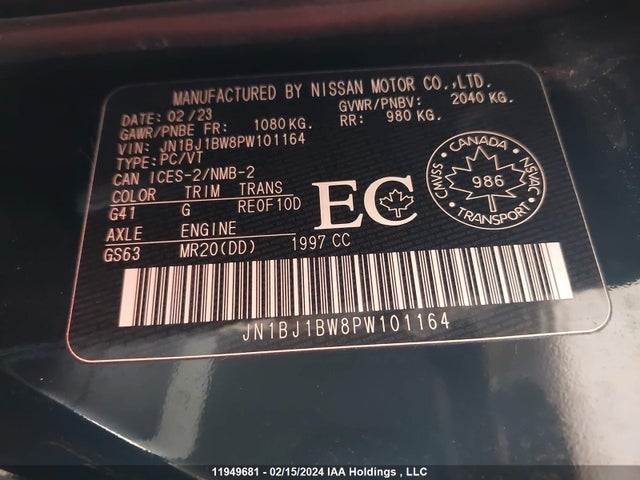 MANUFACTURED BY NISSAN MOTOR CO.,LTD.
DATE: 02/23 GVWR/PNBV: 2040 KG.
GAWR/PNBE FR: 1080 KG. RR: 980 KG.
VIN: JN1BJ1BW8PW101164
TYPE: PC/VT
CAN ICES-2/NMB-2
COLOR TRIM TRANS
G41 G RE0F10D
AXLE ENGINE
GS63 MR20(DD) 1997 CC
EC
CANADA
CMVSS 986 NSVAC
TRANSPORT
JN1BJ1BW8PW101164
11949681 - 02/15/2024 IAA Holdings , LLC